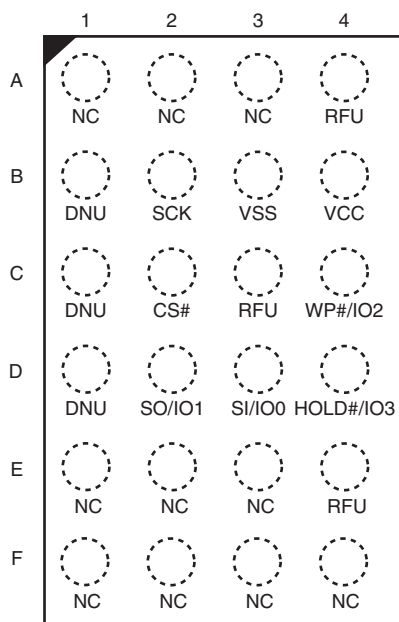 1 2 3 4
A
NC NC NC RFU
B
DNU SCK VSS VCC
C
DNU CS# RFU WP#/IO2
D
DNU SO/IO1 SI/IO0 HOLD#/IO3
E
NC NC NC RFU
F
NC NC NC NC